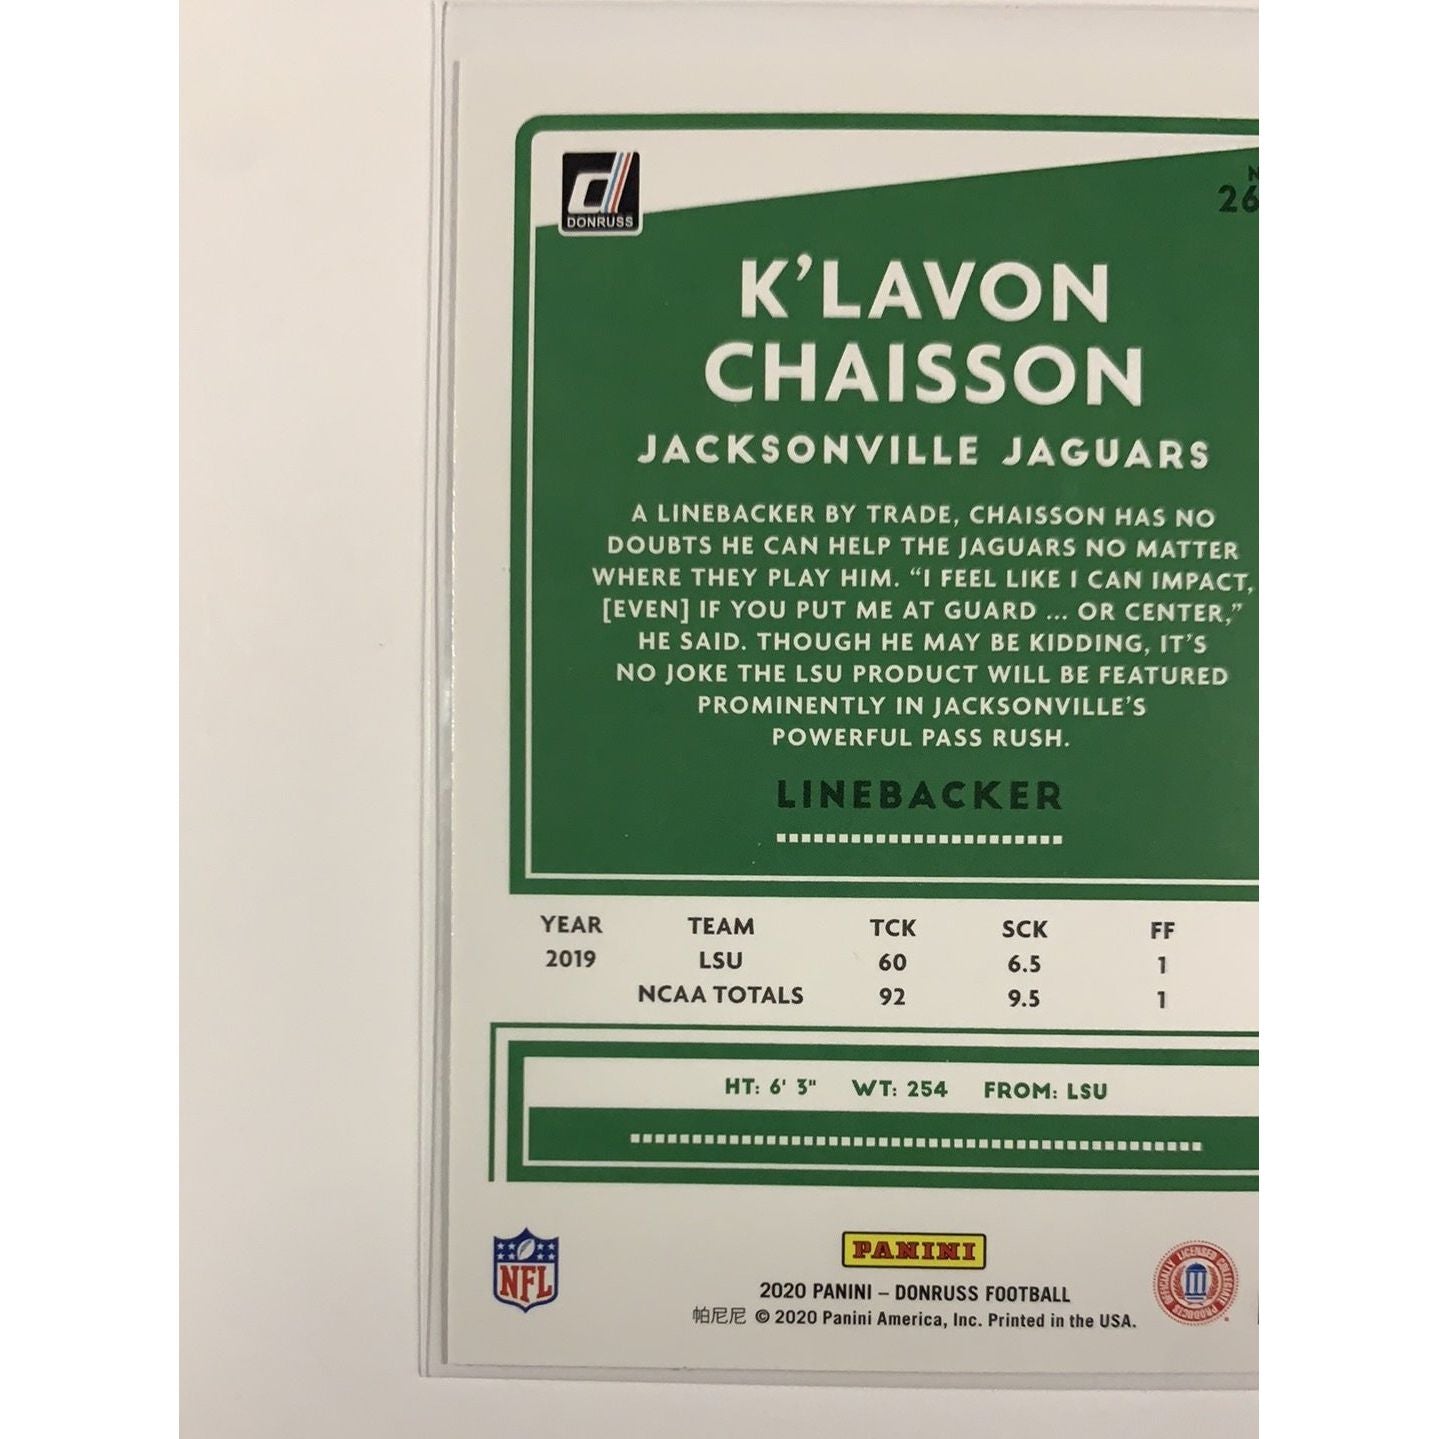 DONRUSS
K'LAVON
CHAISSON
JACKSONVILLE JAGUARS
A LINEBACKER BY TRADE, CHAISSON HAS NO
DOUBTS HE CAN HELP THE JAGUARS NO MATTER
WHERE THEY PLAY HIM. “I FEEL LIKE I CAN IMPACT,
[EVEN] IF YOU PUT ME AT GUARD ... OR CENTER,”
HE SAID. THOUGH HE MAY BE KIDDING, IT’S
NO JOKE THE LSU PRODUCT WILL BE FEATURED
PROMINENTLY IN JACKSONVILLE’S
POWERFUL PASS RUSH.
LINEBACKER
YEAR TEAM TCK SCK FF
2019 LSU 60 6.5 1
NCAA TOTALS 92 9.5 1
HT: 6' 3" WT: 254 FROM: LSU
NFL
PANINI
2020 PANINI – DONRUSS FOOTBALL
帕尼尼 © 2020 Panini America, Inc. Printed in the USA.
OFFICIALLY LICENSED COLLEGIATE PRODUCTS